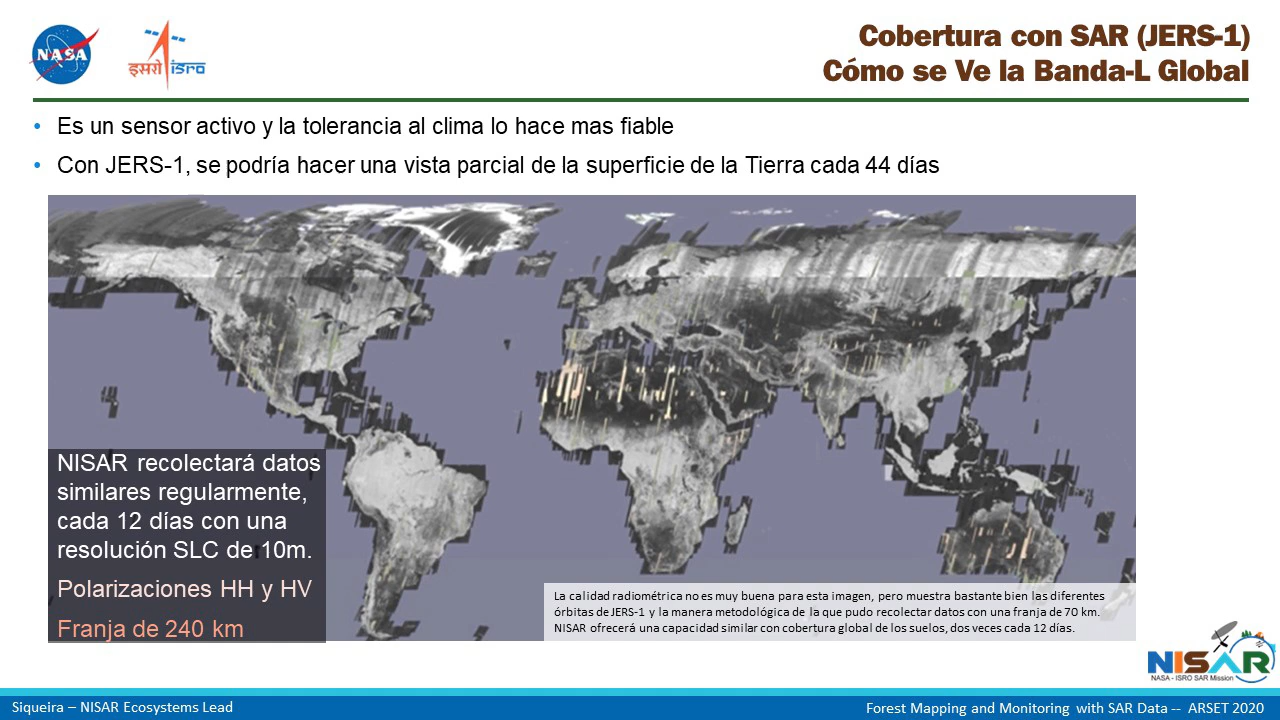 NASA
इसरो isro
Cobertura con SAR (JERS-1)
Cómo se Ve la Banda-L Global
• Es un sensor activo y la tolerancia al clima lo hace mas fiable
• Con JERS-1, se podría hacer una vista parcial de la superficie de la Tierra cada 44 días
NISAR recolectará datos
similares regularmente,
cada 12 días con una
resolución SLC de 10m.
Polarizaciones HH y HV
Franja de 240 km
La calidad radiométrica no es muy buena para esta imagen, pero muestra bastante bien las diferentes
órbitas de JERS-1 y la manera metodológica de la que pudo recolectar datos con una franja de 70 km.
NISAR ofrecerá una capacidad similar con cobertura global de los suelos, dos veces cada 12 días.
NISAR
NASA - ISRO SAR Mission
Siqueira – NISAR Ecosystems Lead
Forest Mapping and Monitoring with SAR Data -- ARSET 2020